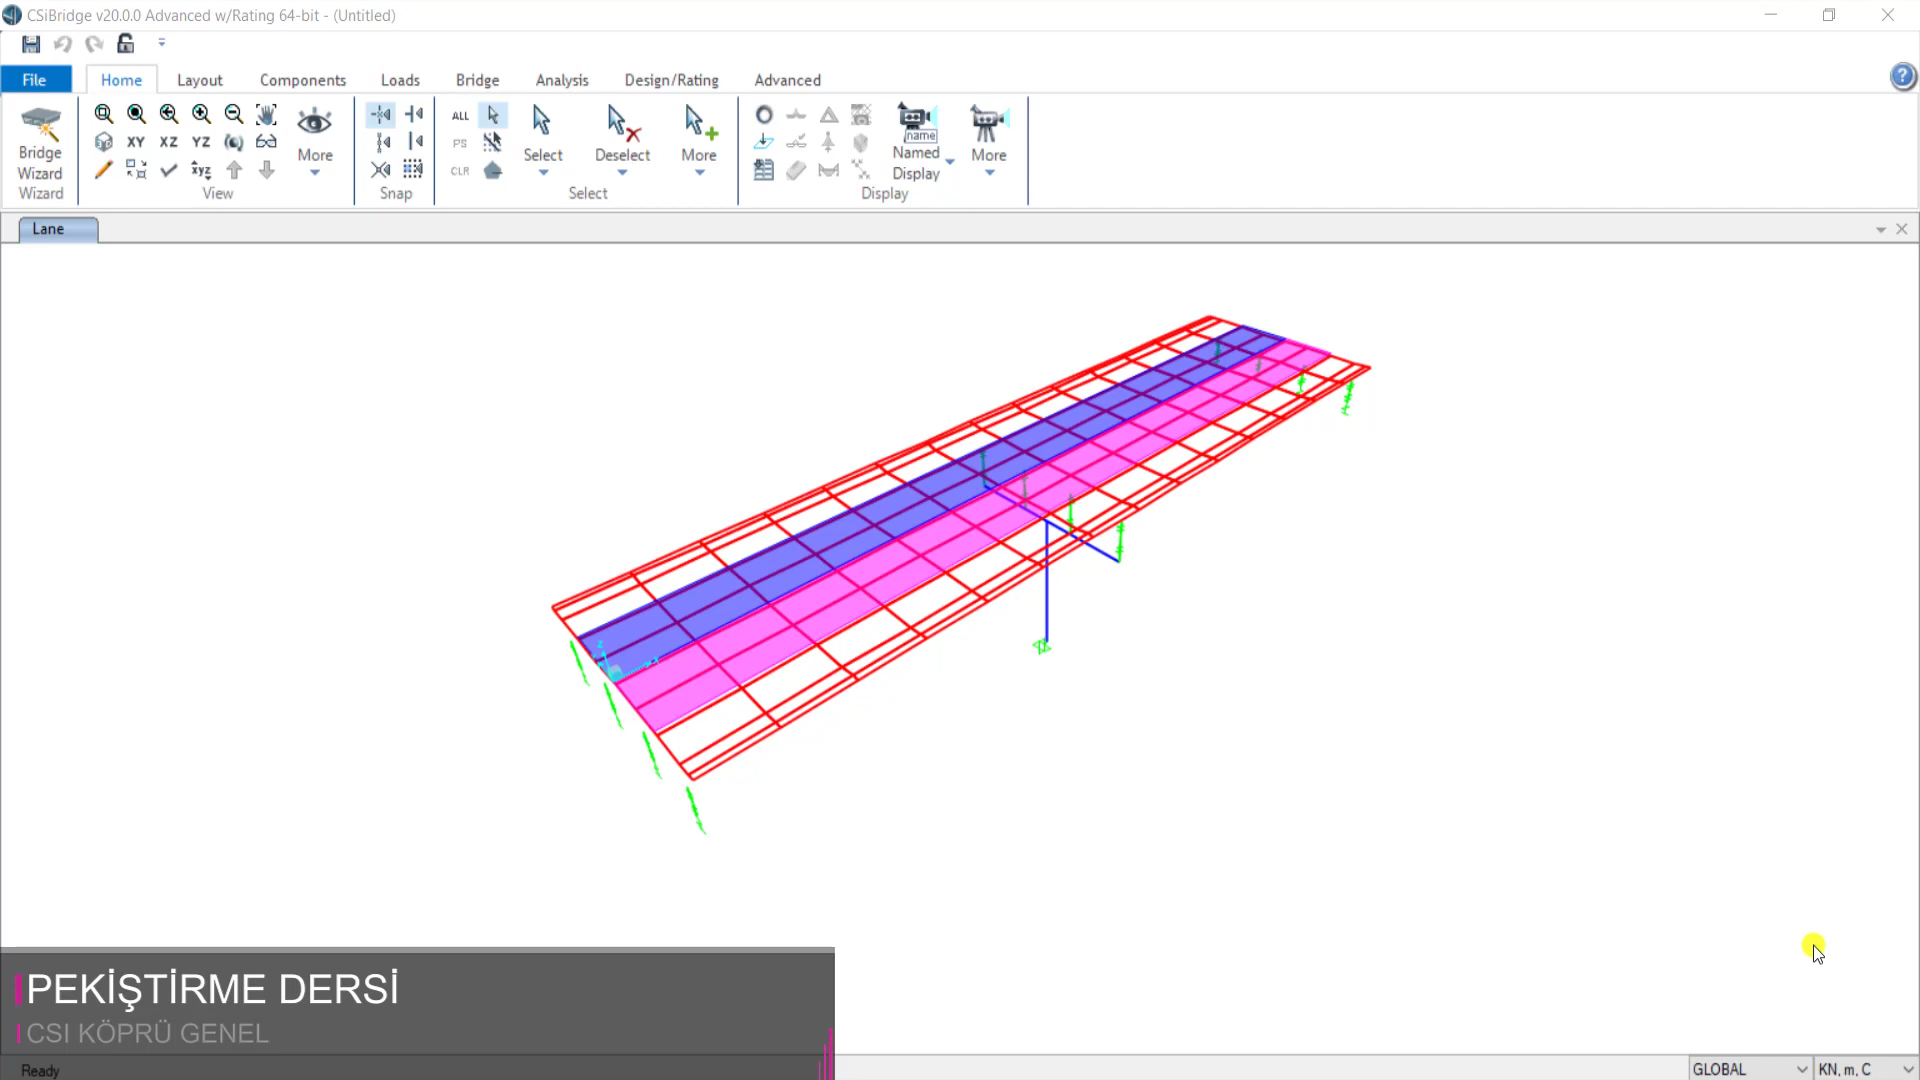 CSiBridge v20.0.0 Advanced w/Rating 64-bit - (Untitled)
File Home Layout Components Loads Bridge Analysis Design/Rating Advanced
Bridge Wizard
Wizard
XY XZ YZ
xyz
More
View
Snap
ALL
PS
CLR
Select
Deselect
More
Select
name
Named Display
More
Display
Lane
PEKİŞTİRME DERSİ
CSI KÖPRÜ GENEL
Ready
GLOBAL
KN, m, C